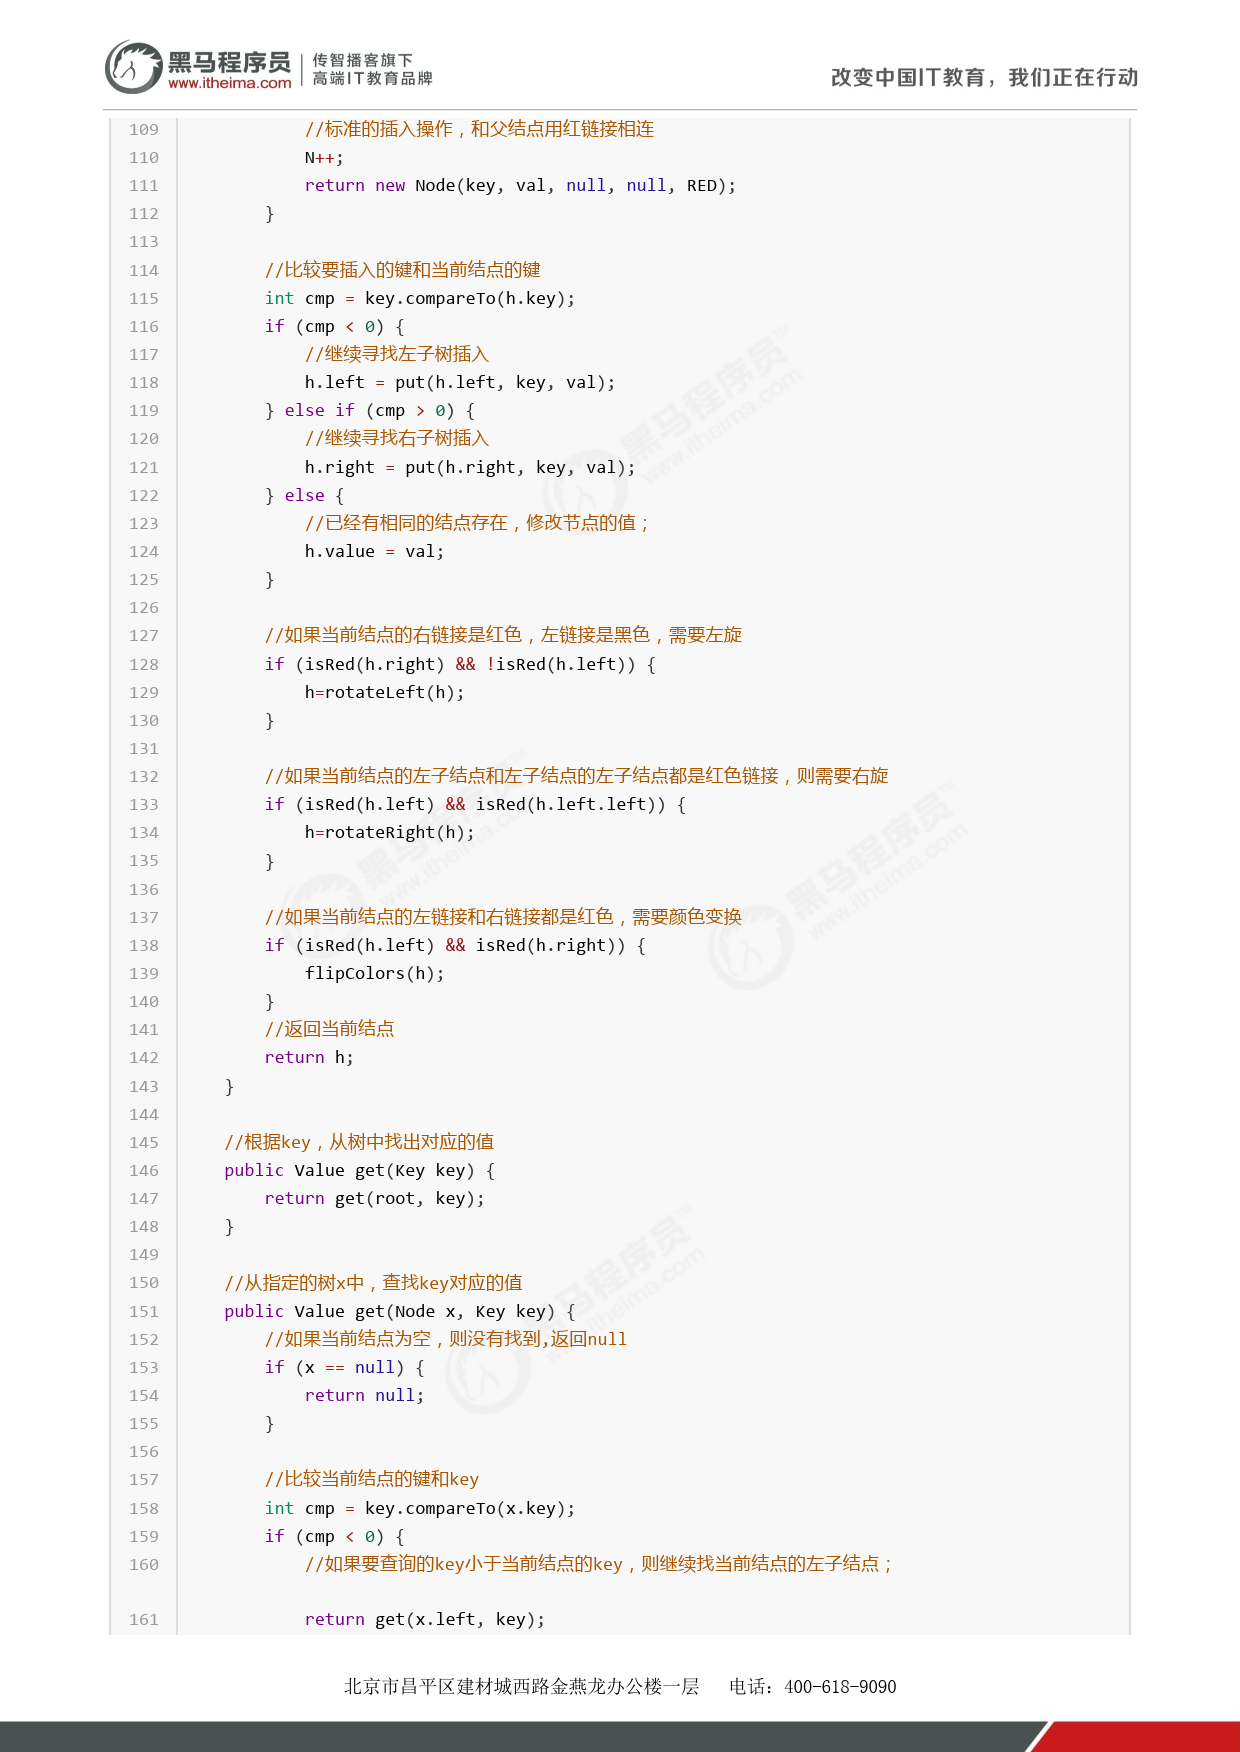 黑马程序员
www.itheima.com
传智播客旗下
高端IT教育品牌
改变中国IT教育，我们正在行动
109 //标准的插入操作，和父结点用红链接相连
110 N++;
111 return new Node(key, val, null, null, RED);
112 }
113
114 //比较要插入的键和当前结点的键
115 int cmp = key.compareTo(h.key);
116 if (cmp < 0) {
117 //继续寻找左子树插入
118 h.left = put(h.left, key, val);
119 } else if (cmp > 0) {
120 //继续寻找右子树插入
121 h.right = put(h.right, key, val);
122 } else {
123 //已经有相同的结点存在，修改节点的值；
124 h.value = val;
125 }
126
127 //如果当前结点的右链接是红色，左链接是黑色，需要左旋
128 if (isRed(h.right) && !isRed(h.left)) {
129 h=rotateLeft(h);
130 }
131
132 //如果当前结点的左子结点和左子结点的左子结点都是红色链接，则需要右旋
133 if (isRed(h.left) && isRed(h.left.left)) {
134 h=rotateRight(h);
135 }
136
137 //如果当前结点的左链接和右链接都是红色，需要颜色变换
138 if (isRed(h.left) && isRed(h.right)) {
139 flipColors(h);
140 }
141 //返回当前结点
142 return h;
143 }
144
145 //根据key，从树中找出对应的值
146 public Value get(Key key) {
147 return get(root, key);
148 }
149
150 //从指定的树x中，查找key对应的值
151 public Value get(Node x, Key key) {
152 //如果当前结点为空，则没有找到,返回null
153 if (x == null) {
154 return null;
155 }
156
157 //比较当前结点的键和key
158 int cmp = key.compareTo(x.key);
159 if (cmp < 0) {
160 //如果要查询的key小于当前结点的key，则继续找当前结点的左子结点；
161 return get(x.left, key);
北京市昌平区建材城西路金燕龙办公楼一层 电话：400-618-9090